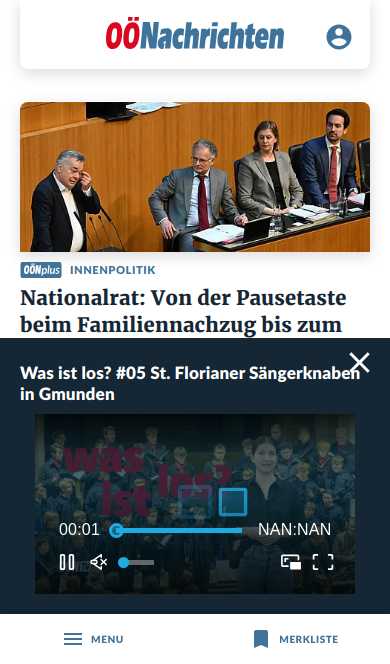 OÖNachrichten
OÖNplus INNENPOLITIK
Nationalrat: Von der Pausetaste
beim Familiennachzug bis zum
Was ist los? #05 St. Florianer Sängerknaben
in Gmunden
was
ist los?
00:01 NAN:NAN
MENU MERKLISTE